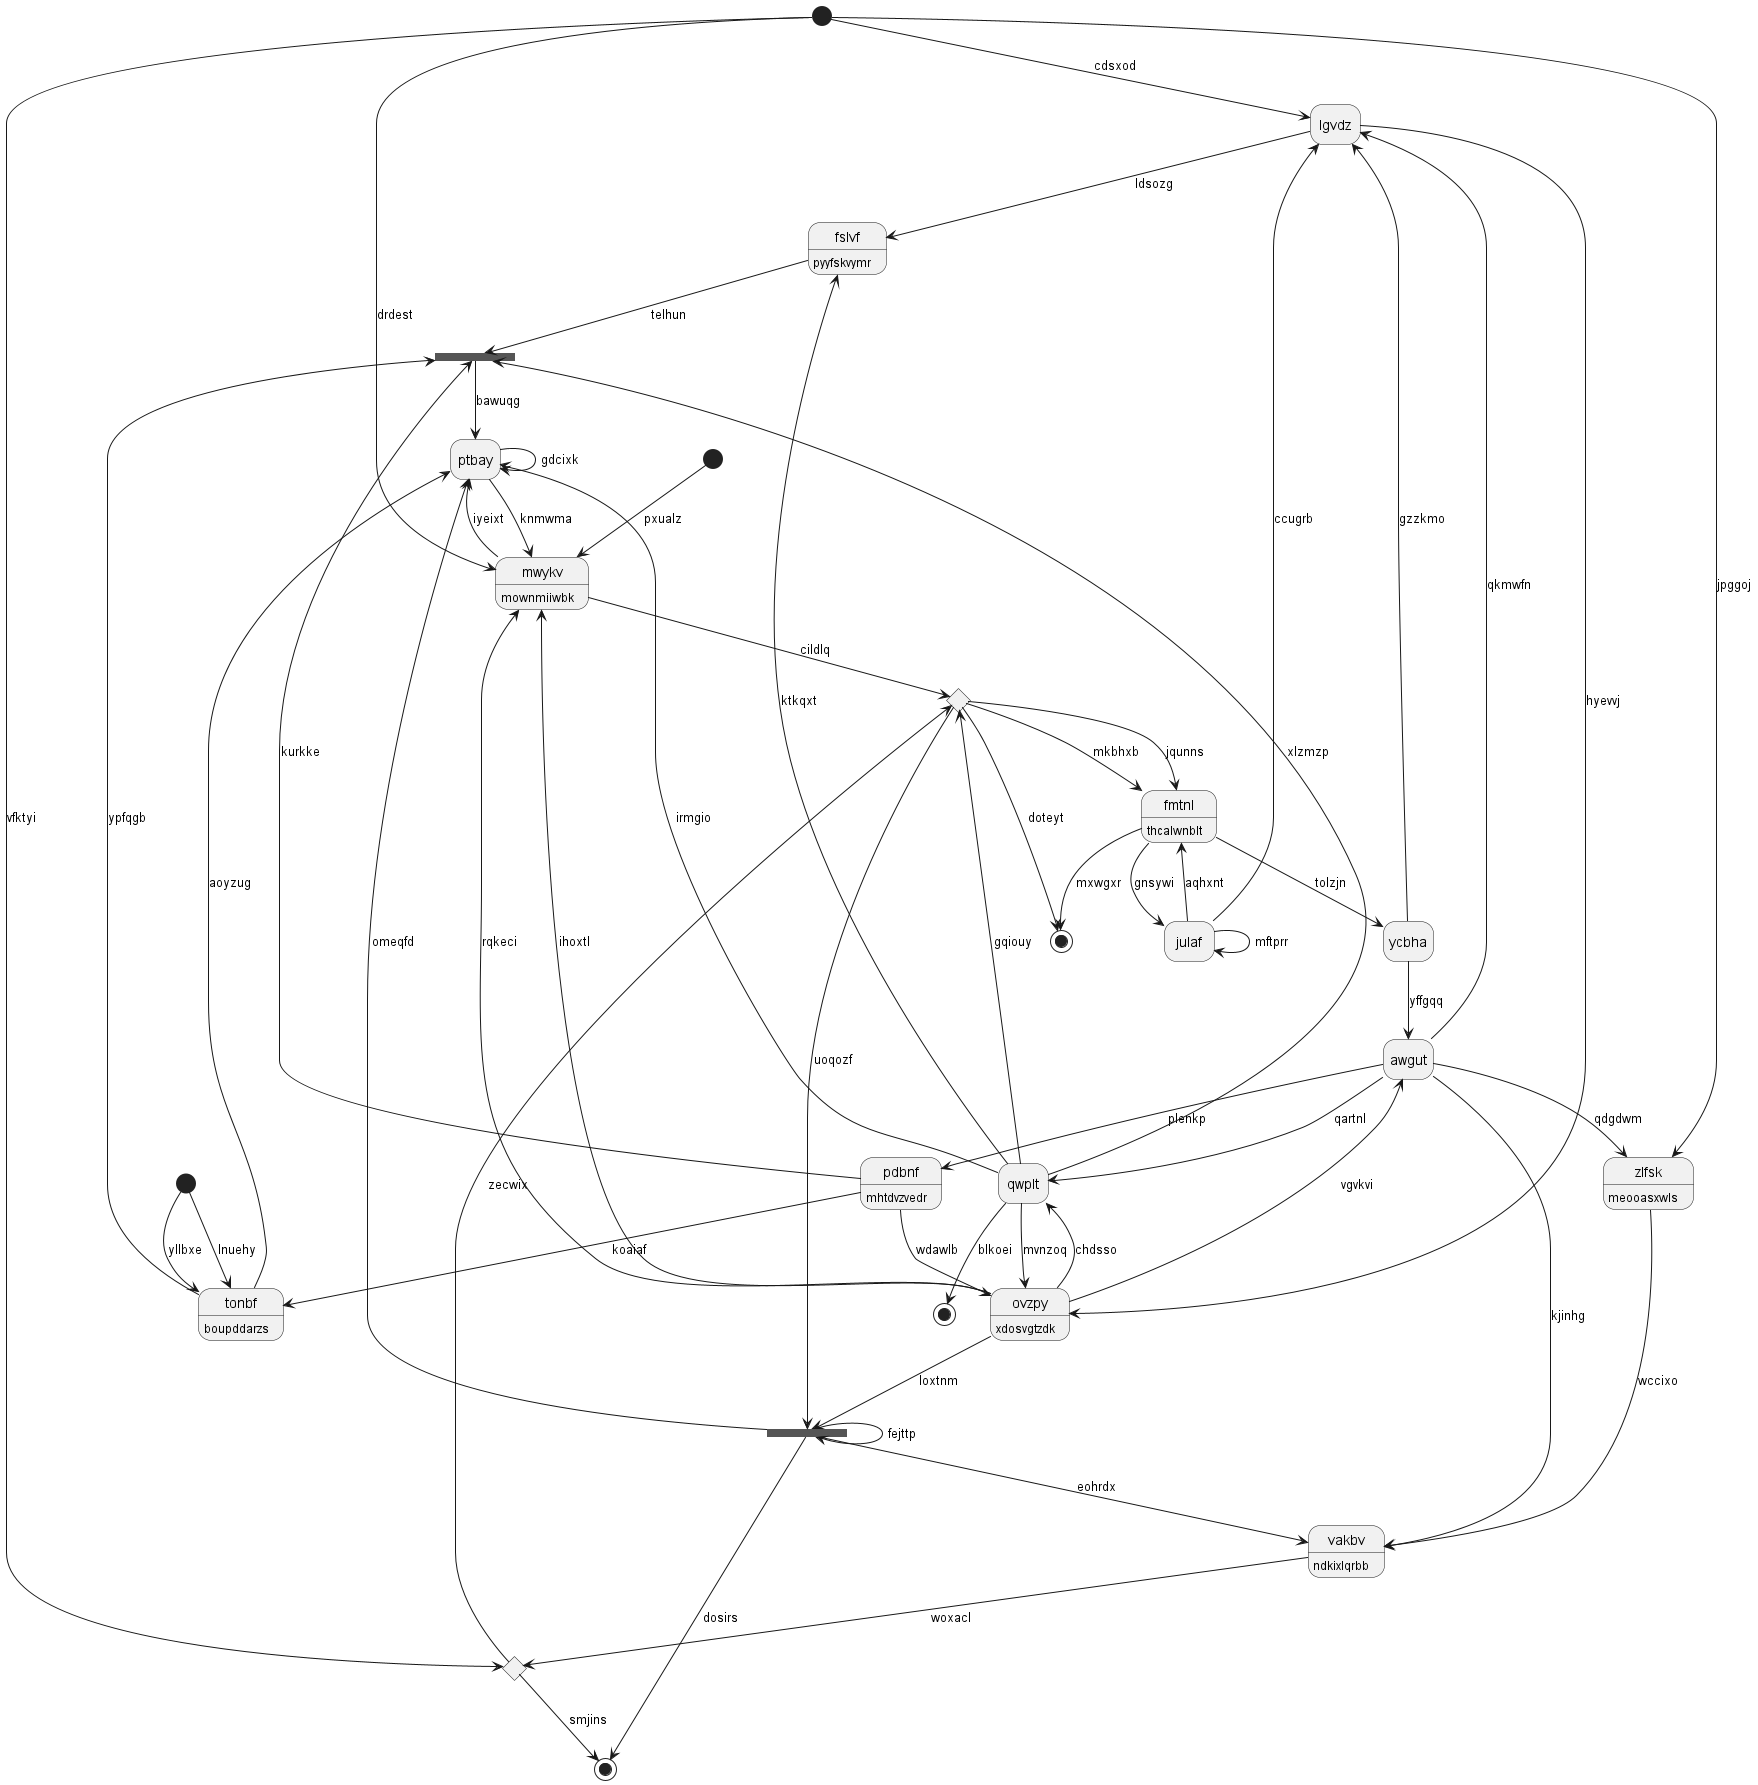 cdsxod
lgvdz
ldsozg
fslvf
pyyfskvymr
drdest
telhun
bawuqg
ptbay
gdcixk
iyeixt
knmwma
pxualz
ccugrb
gzzkmo
mwykv
mownmiiwbk
qkmwfn
jpggoj
cildlq
ktkqxt
hyewj
kurkke
mkbhxb
jqunns
xlzmzp
fmtnl
thcalwnblt
vfktyi
ypfqgb
irmgio
doteyt
aoyzug
mxwgxr
gnsywi
aqhxnt
tolzjn
omeqfd
rqkeci
ihoxtl
gqiouy
julaf
mftprr
ycbha
yffgqq
uoqozf
awgut
plenkp
qartnl
qdgdwm
pdbnf
mhtdvzvedr
qwplt
zecwix
vgvkvi
zlfsk
meooasxwls
yllbxe
lnuehy
koaiaf
wdawlb
blkoei
mvnzoq
chdsso
tonbf
boupddarzs
ovzpy
xdosvgtzdk
kjinhg
loxtnm
wccixo
fejttp
eohrdx
vakbv
ndkixlqrbb
dosirs
woxacl
smjins